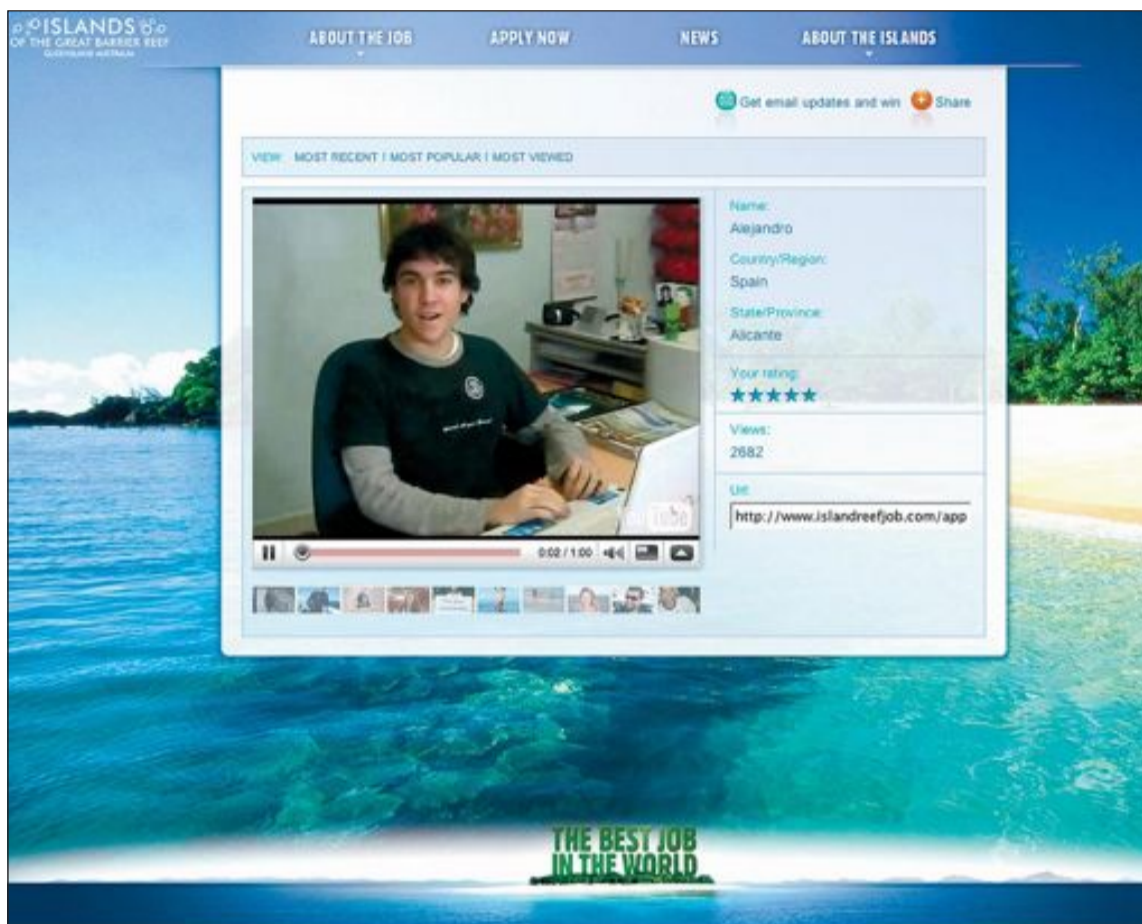 ISLANDS
OF THE GREAT BARRIER REEF
QUEENSLAND AUSTRALIA
ABOUT THE JOB
APPLY NOW
NEWS
ABOUT THE ISLANDS
Get email updates and win
Share
VIEW: MOST RECENT | MOST POPULAR | MOST VIEWED
Name:
Alejandro
Country/Region:
Spain
State/Province:
Alicante
Your rating:
Views:
2682
Url:
http://www.islandreefjob.com/app
0:02 / 1:00
THE BEST JOB
IN THE WORLD